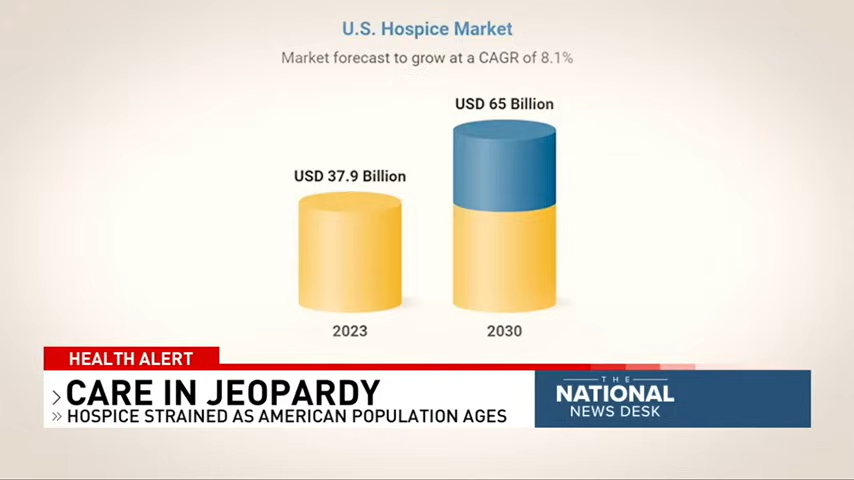 U.S. Hospice Market
Market forecast to grow at a CAGR of 8.1%
USD 65 Billion
USD 37.9 Billion
2023
2030
HEALTH ALERT
CARE IN JEOPARDY
HOSPICE STRAINED AS AMERICAN POPULATION AGES
THE
NATIONAL
NEWS DESK